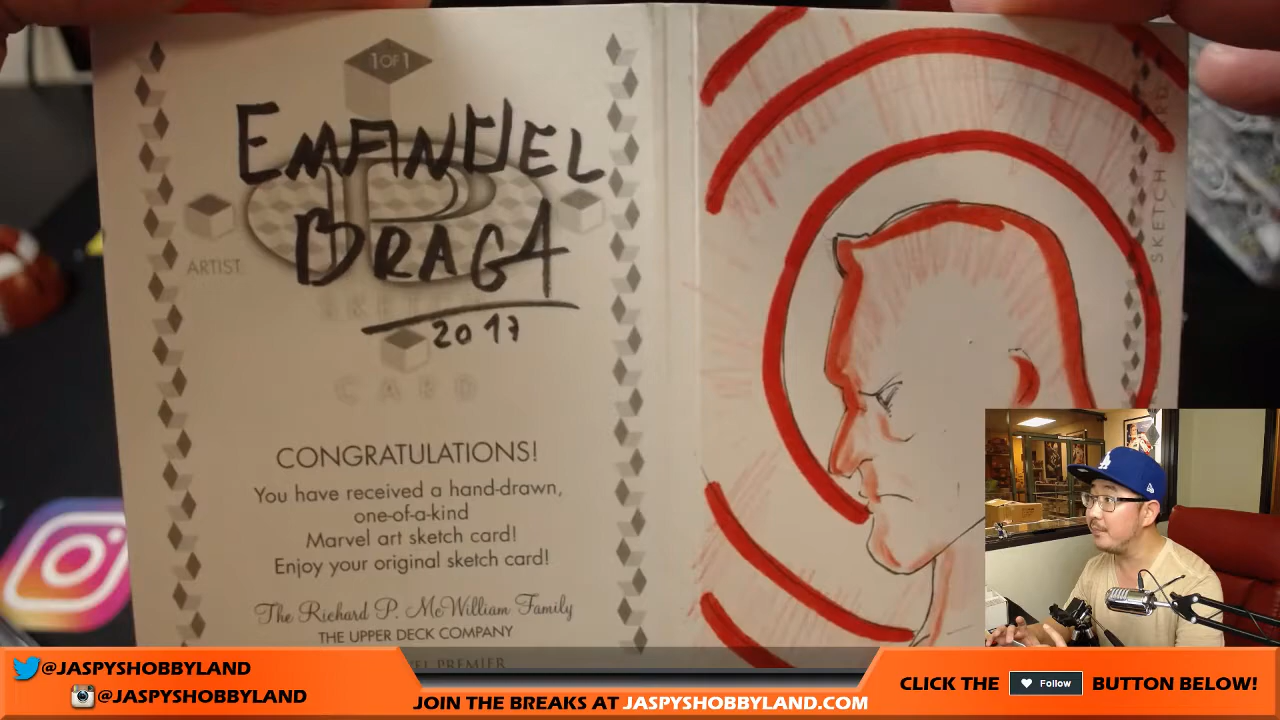 1 OF 1
EMANUEL
BRAGA
ARTIST
2017
SKETCH
CARD
CONGRATULATIONS!
You have received a hand-drawn,
one-of-a-kind
Marvel art sketch card!
Enjoy your original sketch card!
The Richard P. McWilliam Family
THE UPPER DECK COMPANY
SKETCH CARD
@JASPYSHOBBYLAND
@JASPYSHOBBYLAND
JOIN THE BREAKS AT JASPYSHOBBYLAND.COM
CLICK THE Follow BUTTON BELOW!